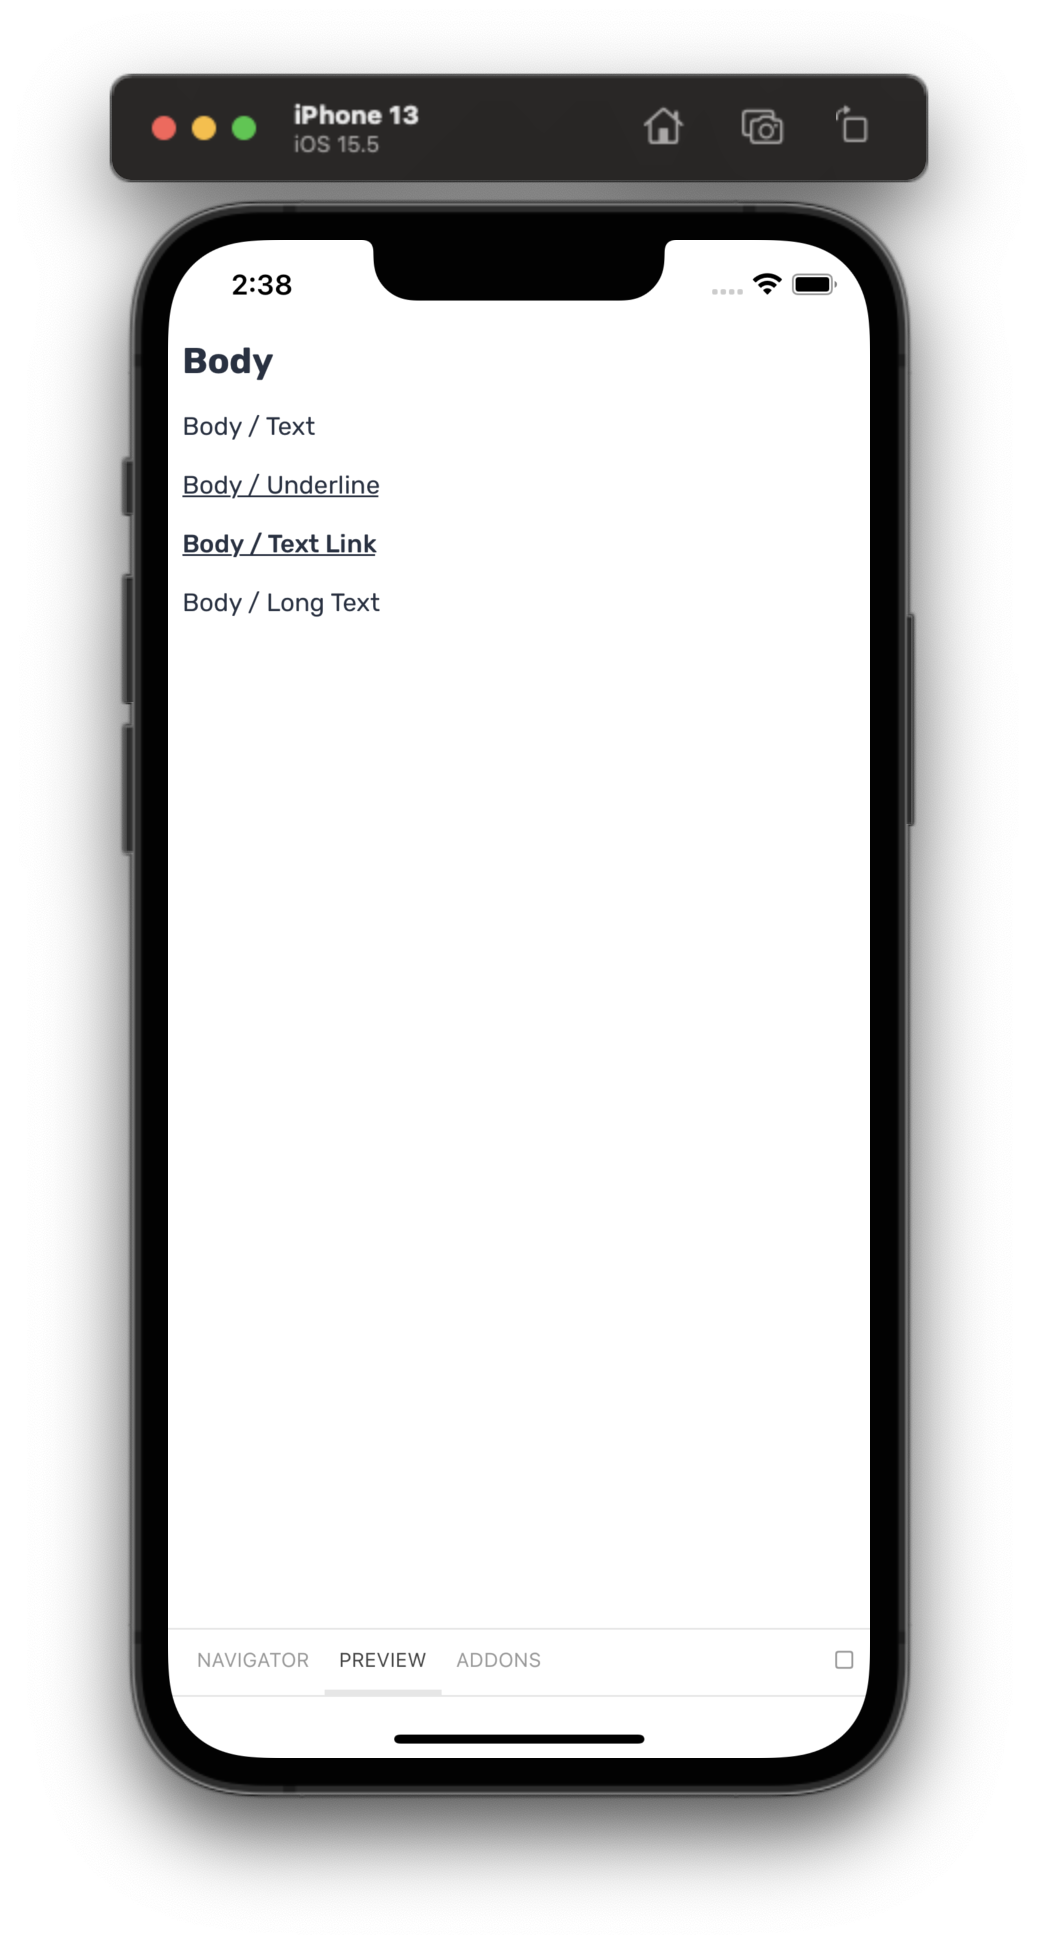 iPhone 13
iOS 15.5
2:38
Body
Body / Text
Body / Underline
Body / Text Link
Body / Long Text
NAVIGATOR PREVIEW ADDONS